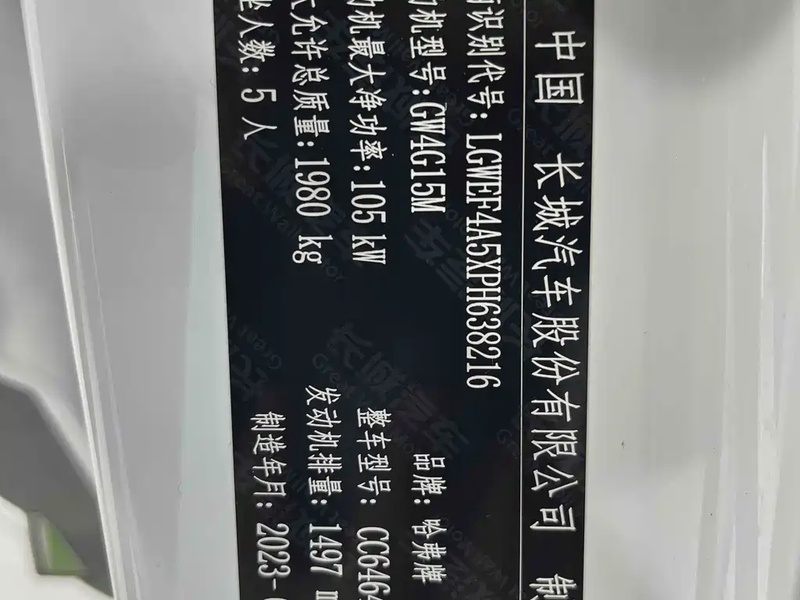 中国 长城汽车股份有限公司 制
识别代号: LGWEF4A5XPH638216
品牌: 哈弗牌
机型号: GW4G15M
整车型号: CC646
机最大净功率: 105 kW
发动机排量: 1497 m
允许总质量: 1980 kg
制造年月: 2023-
人数: 5 人